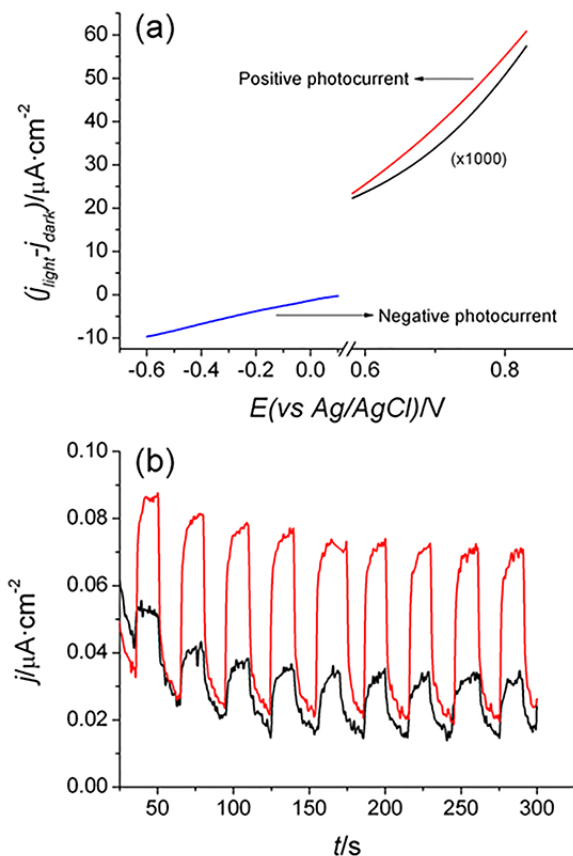 (a)
60
50
40
30
20
10
0
-10
(j_light-j_dark)/μA·cm⁻²
Positive photocurrent
(x1000)
Negative photocurrent
-0.6 -0.4 -0.2 0.0 0.6 0.8
E(vs Ag/AgCl)/V
(b)
0.10
0.08
0.06
0.04
0.02
0.00
j/μA·cm⁻²
50 100 150 200 250 300
t/s